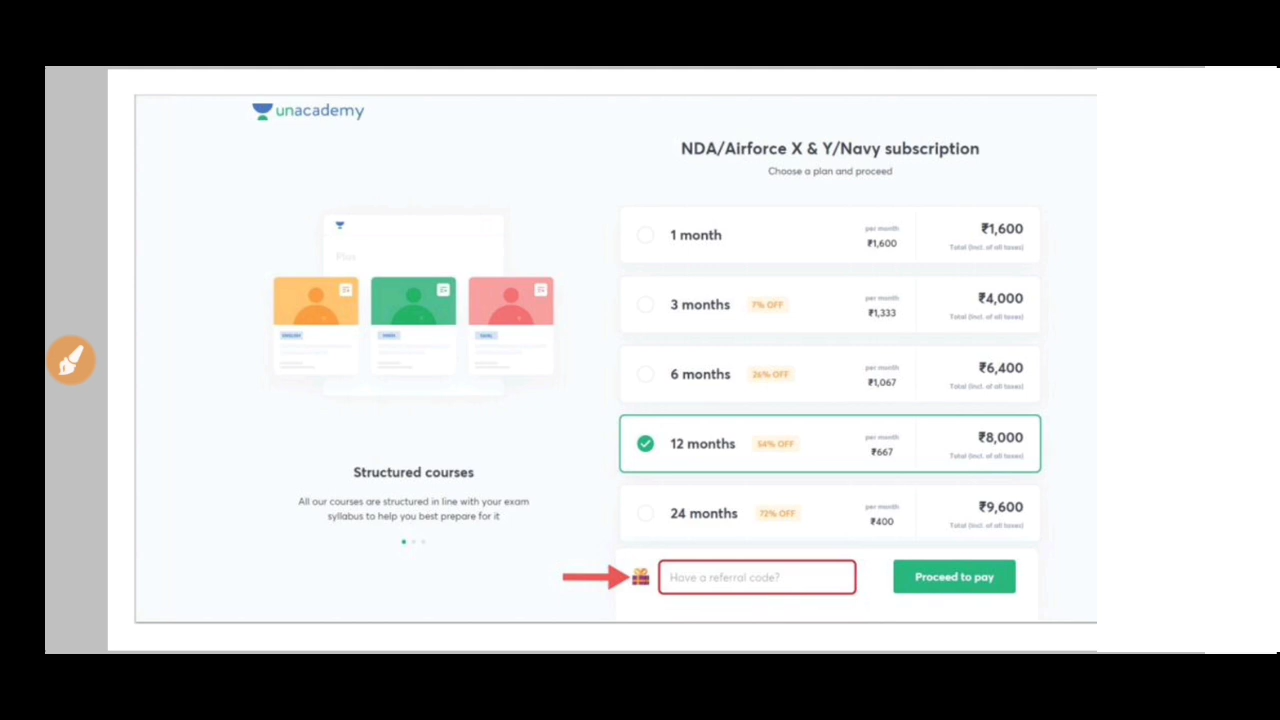 unacademy
NDA/Airforce X & Y/Navy subscription
Choose a plan and proceed
1 month
per month
₹1,600
₹1,600
Total (Incl. of all taxes)
3 months
7% OFF
per month
₹1,333
₹4,000
Total (Incl. of all taxes)
6 months
26% OFF
per month
₹1,067
₹6,400
Total (Incl. of all taxes)
12 months
54% OFF
per month
₹667
₹8,000
Total (Incl. of all taxes)
24 months
72% OFF
per month
₹400
₹9,600
Total (Incl. of all taxes)
Have a referral code?
Proceed to pay
Plus
ENGLISH
HINDI
Structured courses
All our courses are structured in line with your exam
syllabus to help you best prepare for it